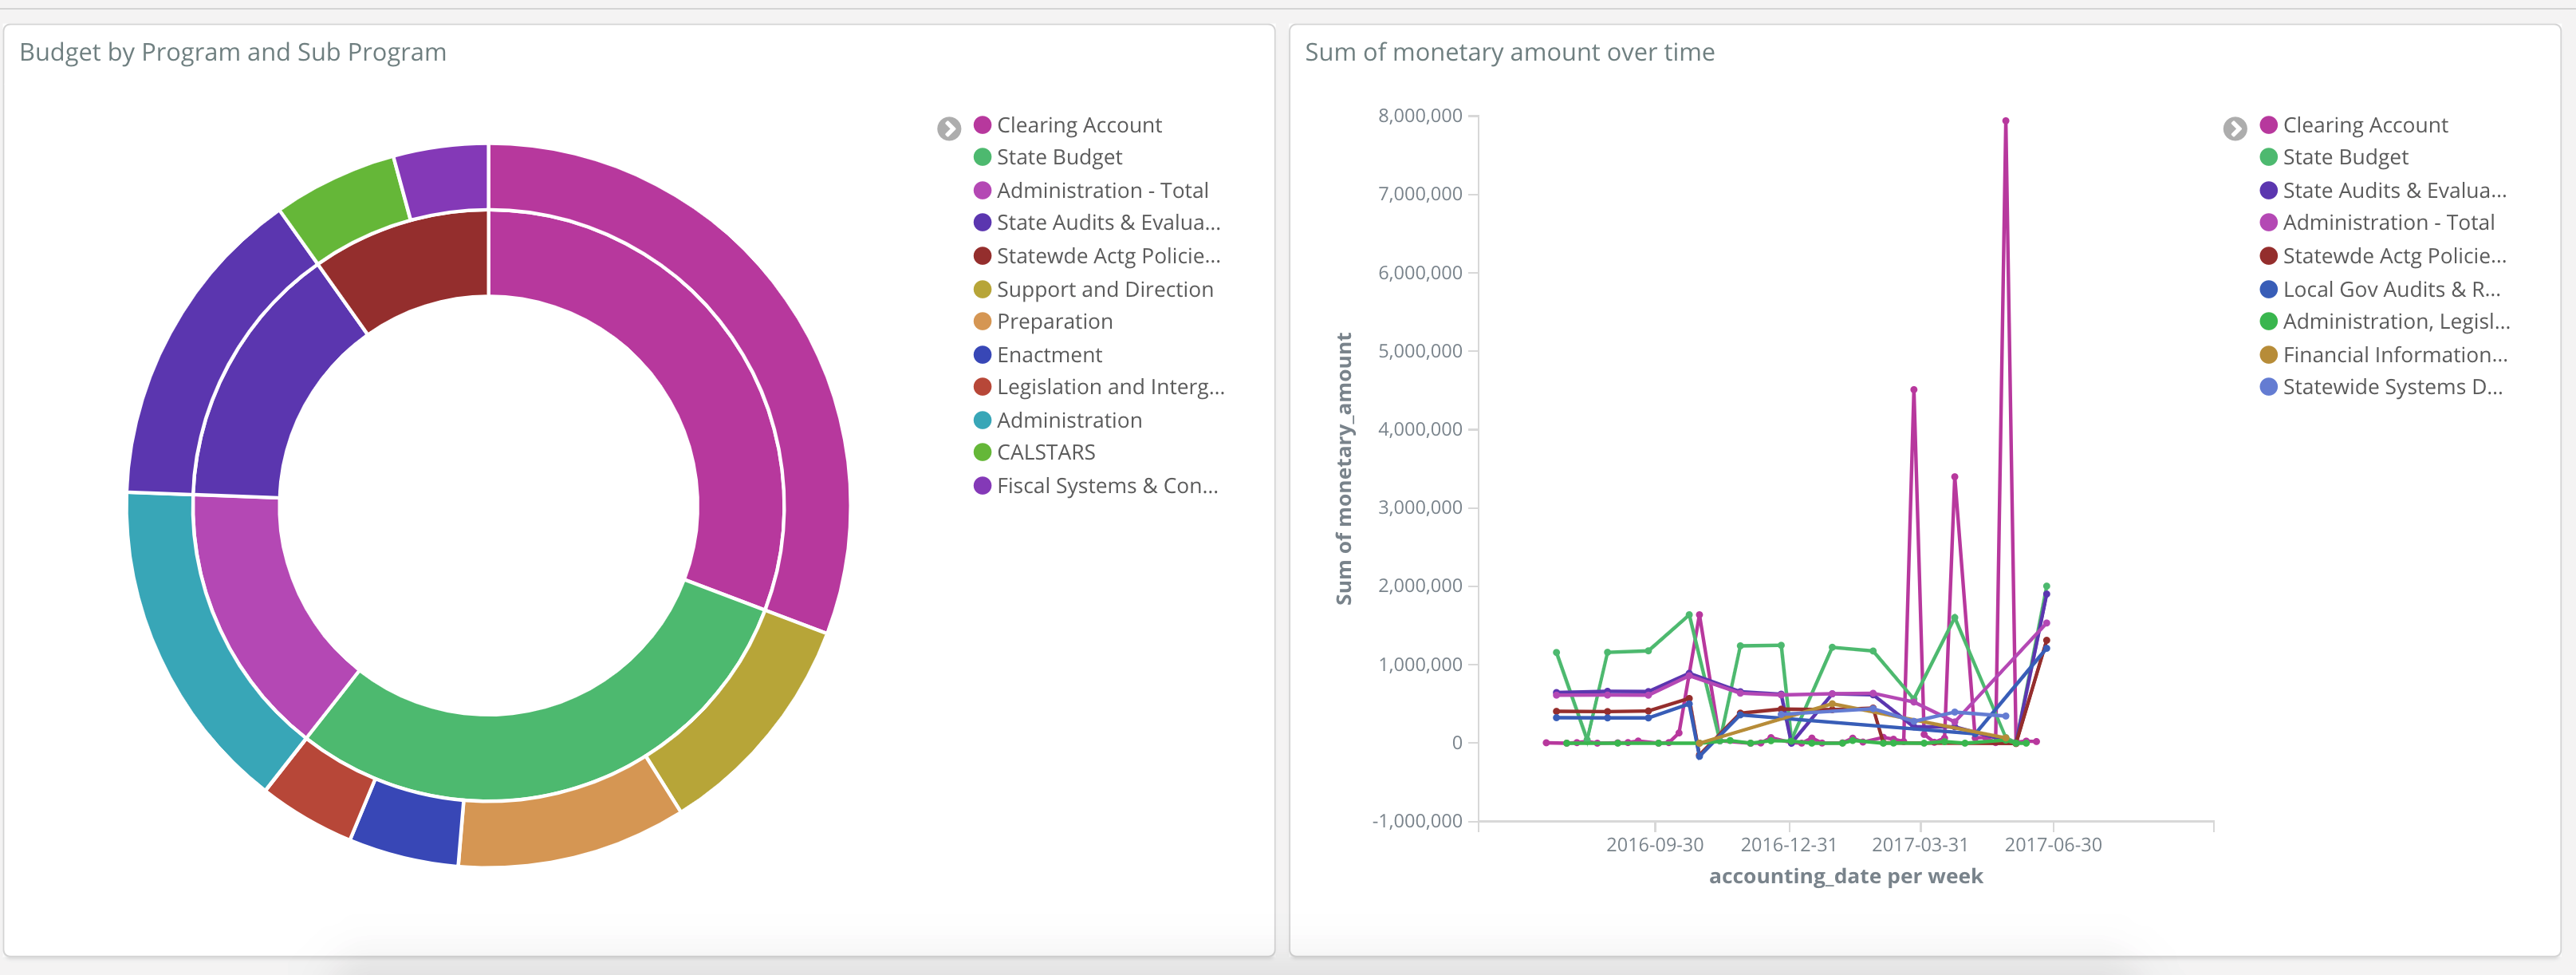 Budget by Program and Sub Program
Clearing Account
State Budget
Administration - Total
State Audits & Evalua...
Statewde Actg Policie...
Support and Direction
Preparation
Enactment
Legislation and Interg...
Administration
CALSTARS
Fiscal Systems & Con...
Sum of monetary amount over time
8,000,000
7,000,000
6,000,000
5,000,000
4,000,000
3,000,000
2,000,000
1,000,000
0
-1,000,000
Sum of monetary_amount
2016-09-30 2016-12-31 2017-03-31 2017-06-30
accounting_date per week
Clearing Account
State Budget
State Audits & Evalua...
Administration - Total
Statewde Actg Policie...
Local Gov Audits & R...
Administration, Legisl...
Financial Information...
Statewide Systems D...